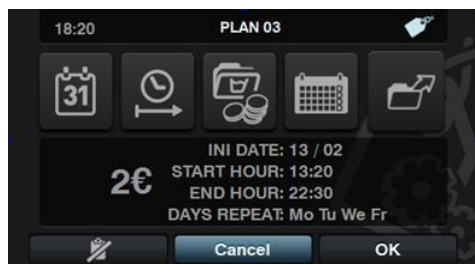 18:20
PLAN 03
31
2€
INI DATE: 13 / 02
START HOUR: 13:20
END HOUR: 22:30
DAYS REPEAT: Mo Tu We Fr
Cancel
OK